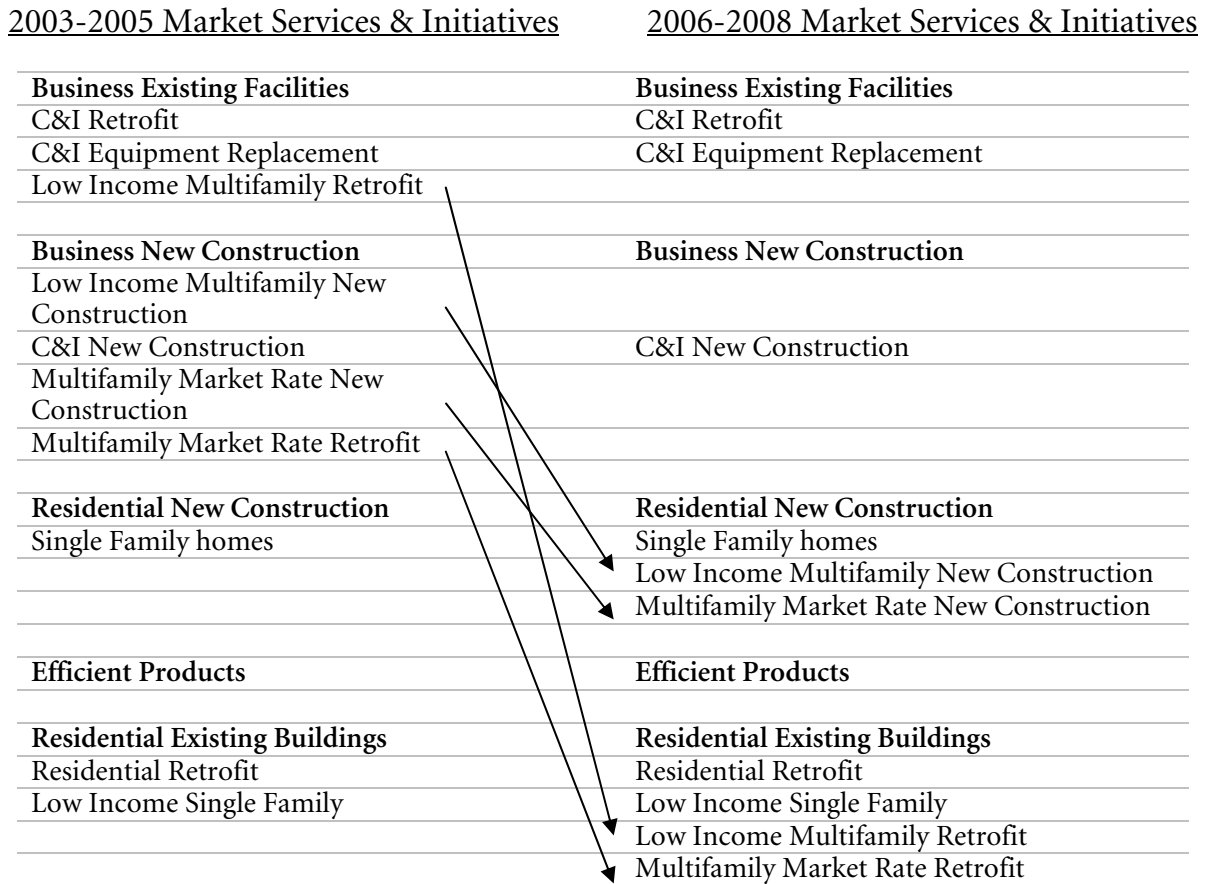 2003-2005 Market Services & Initiatives
2006-2008 Market Services & Initiatives
Business Existing Facilities
Business Existing Facilities
C&I Retrofit
C&I Retrofit
C&I Equipment Replacement
C&I Equipment Replacement
Low Income Multifamily Retrofit
Business New Construction
Business New Construction
Low Income Multifamily New
Construction
C&I New Construction
C&I New Construction
Multifamily Market Rate New
Construction
Multifamily Market Rate Retrofit
Residential New Construction
Residential New Construction
Single Family homes
Single Family homes
Low Income Multifamily New Construction
Multifamily Market Rate New Construction
Efficient Products
Efficient Products
Residential Existing Buildings
Residential Existing Buildings
Residential Retrofit
Residential Retrofit
Low Income Single Family
Low Income Single Family
Low Income Multifamily Retrofit
Multifamily Market Rate Retrofit